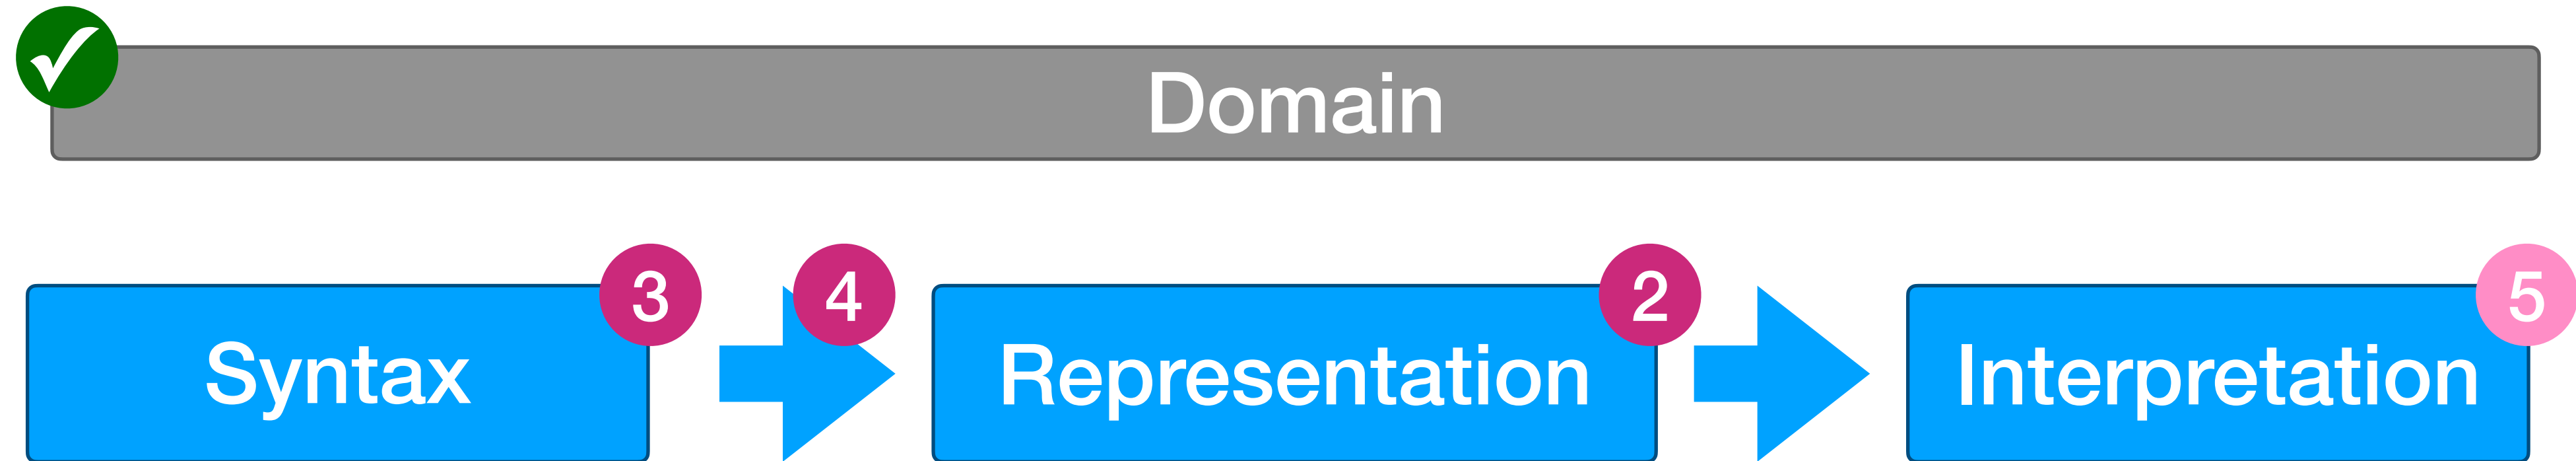 Domain
3
4
2
5
Syntax
Representation
Interpretation